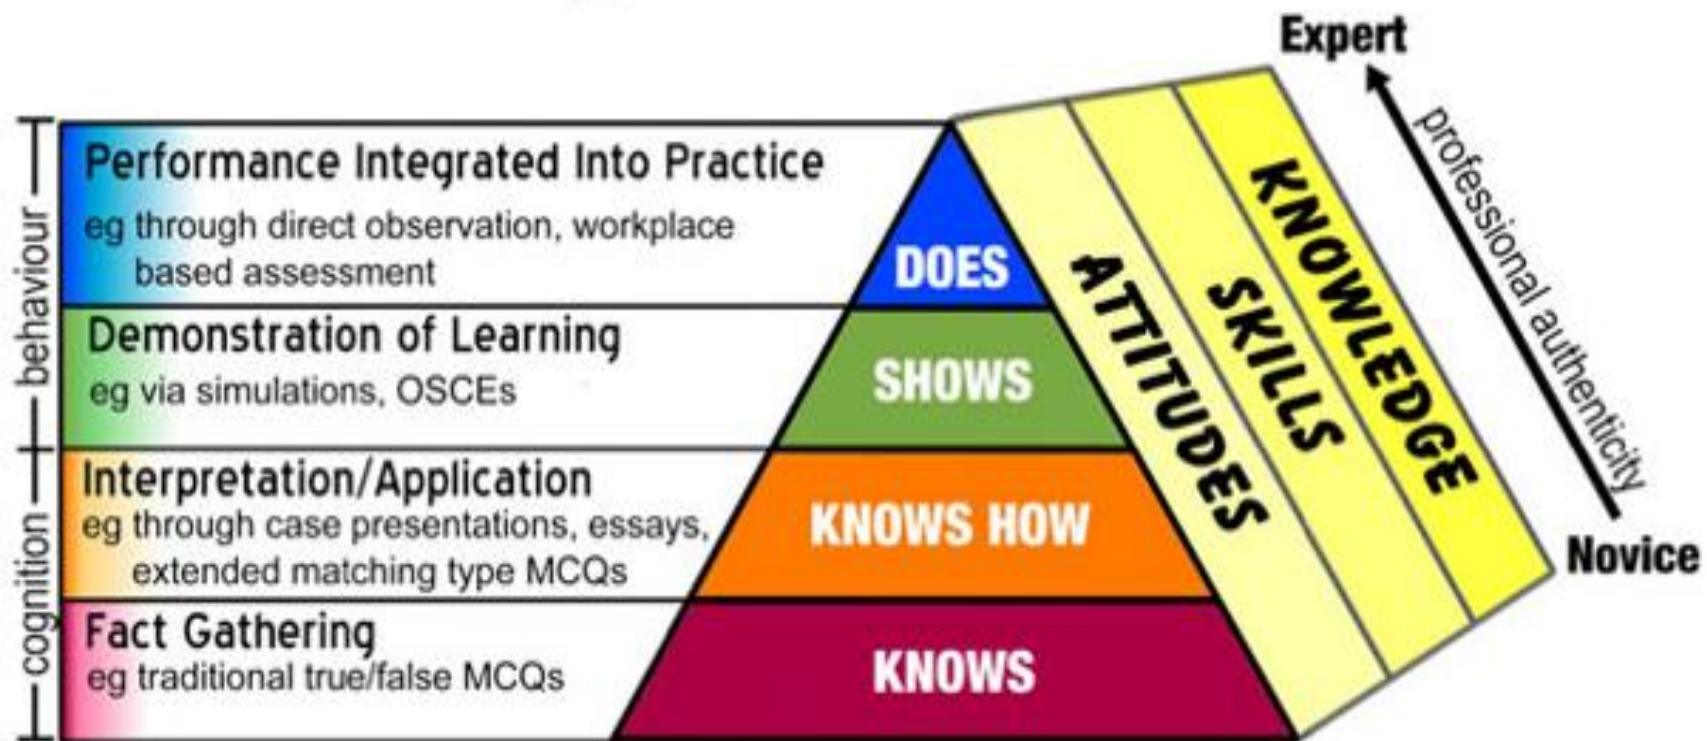 Expert
professional authenticity
Novice
behaviour
cognition
Performance Integrated Into Practice
eg through direct observation, workplace
based assessment
DOES
Demonstration of Learning
eg via simulations, OSCEs
SHOWS
Interpretation/Application
eg through case presentations, essays,
extended matching type MCQs
KNOWS HOW
Fact Gathering
eg traditional true/false MCQs
KNOWS
ATTITUDES
SKILLS
KNOWLEDGE